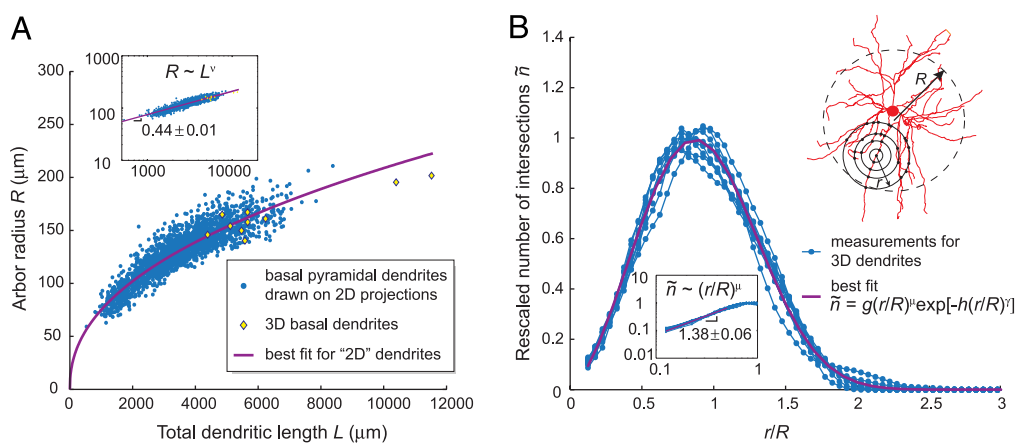 A
Arbor radius R (μm)
300
250
200
150
100
50
0
0 2000 4000 6000 8000 10000 12000
Total dendritic length L (μm)
1000
100
10
1000 10000
R ~ L^ν
0.44±0.01
basal pyramidal dendrites
drawn on 2D projections
3D basal dendrites
best fit for “2D” dendrites
B
Rescaled number of intersections ñ
1.4
1.2
1
0.8
0.6
0.4
0.2
0
0 0.5 1 1.5 2 2.5 3
r/R
R
r
measurements for
3D dendrites
best fit
ñ = g(r/R)^μexp[-h(r/R)^γ]
10
1
0.1
0.01
0.1 1
ñ ~ (r/R)^μ
1.38±0.06